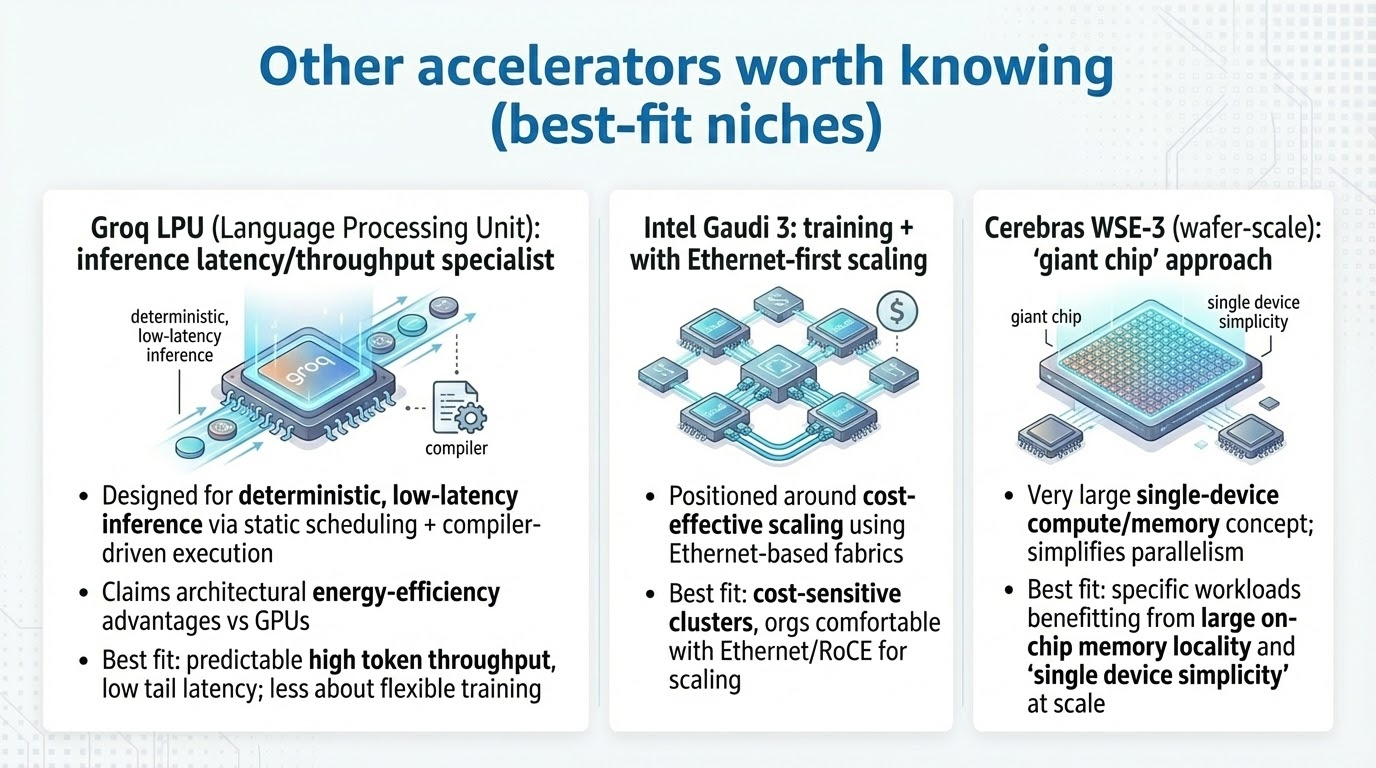 Other accelerators worth knowing
(best-fit niches)
Groq LPU (Language Processing Unit):
inference latency/throughput specialist
deterministic,
low-latency
inference
groq
compiler
• Designed for deterministic, low-latency
inference via static scheduling + compiler-
driven execution
• Claims architectural energy-efficiency
advantages vs GPUs
• Best fit: predictable high token throughput,
low tail latency; less about flexible training
Intel Gaudi 3: training +
with Ethernet-first scaling
$
• Positioned around cost-
effective scaling using
Ethernet-based fabrics
• Best fit: cost-sensitive
clusters, orgs comfortable
with Ethernet/RoCE for
scaling
Cerebras WSE-3 (wafer-scale):
‘giant chip’ approach
giant chip
single device
simplicity
• Very large single-device
compute/memory concept;
simplifies parallelism
• Best fit: specific workloads
benefitting from large on-
chip memory locality and
‘single device simplicity’
at scale